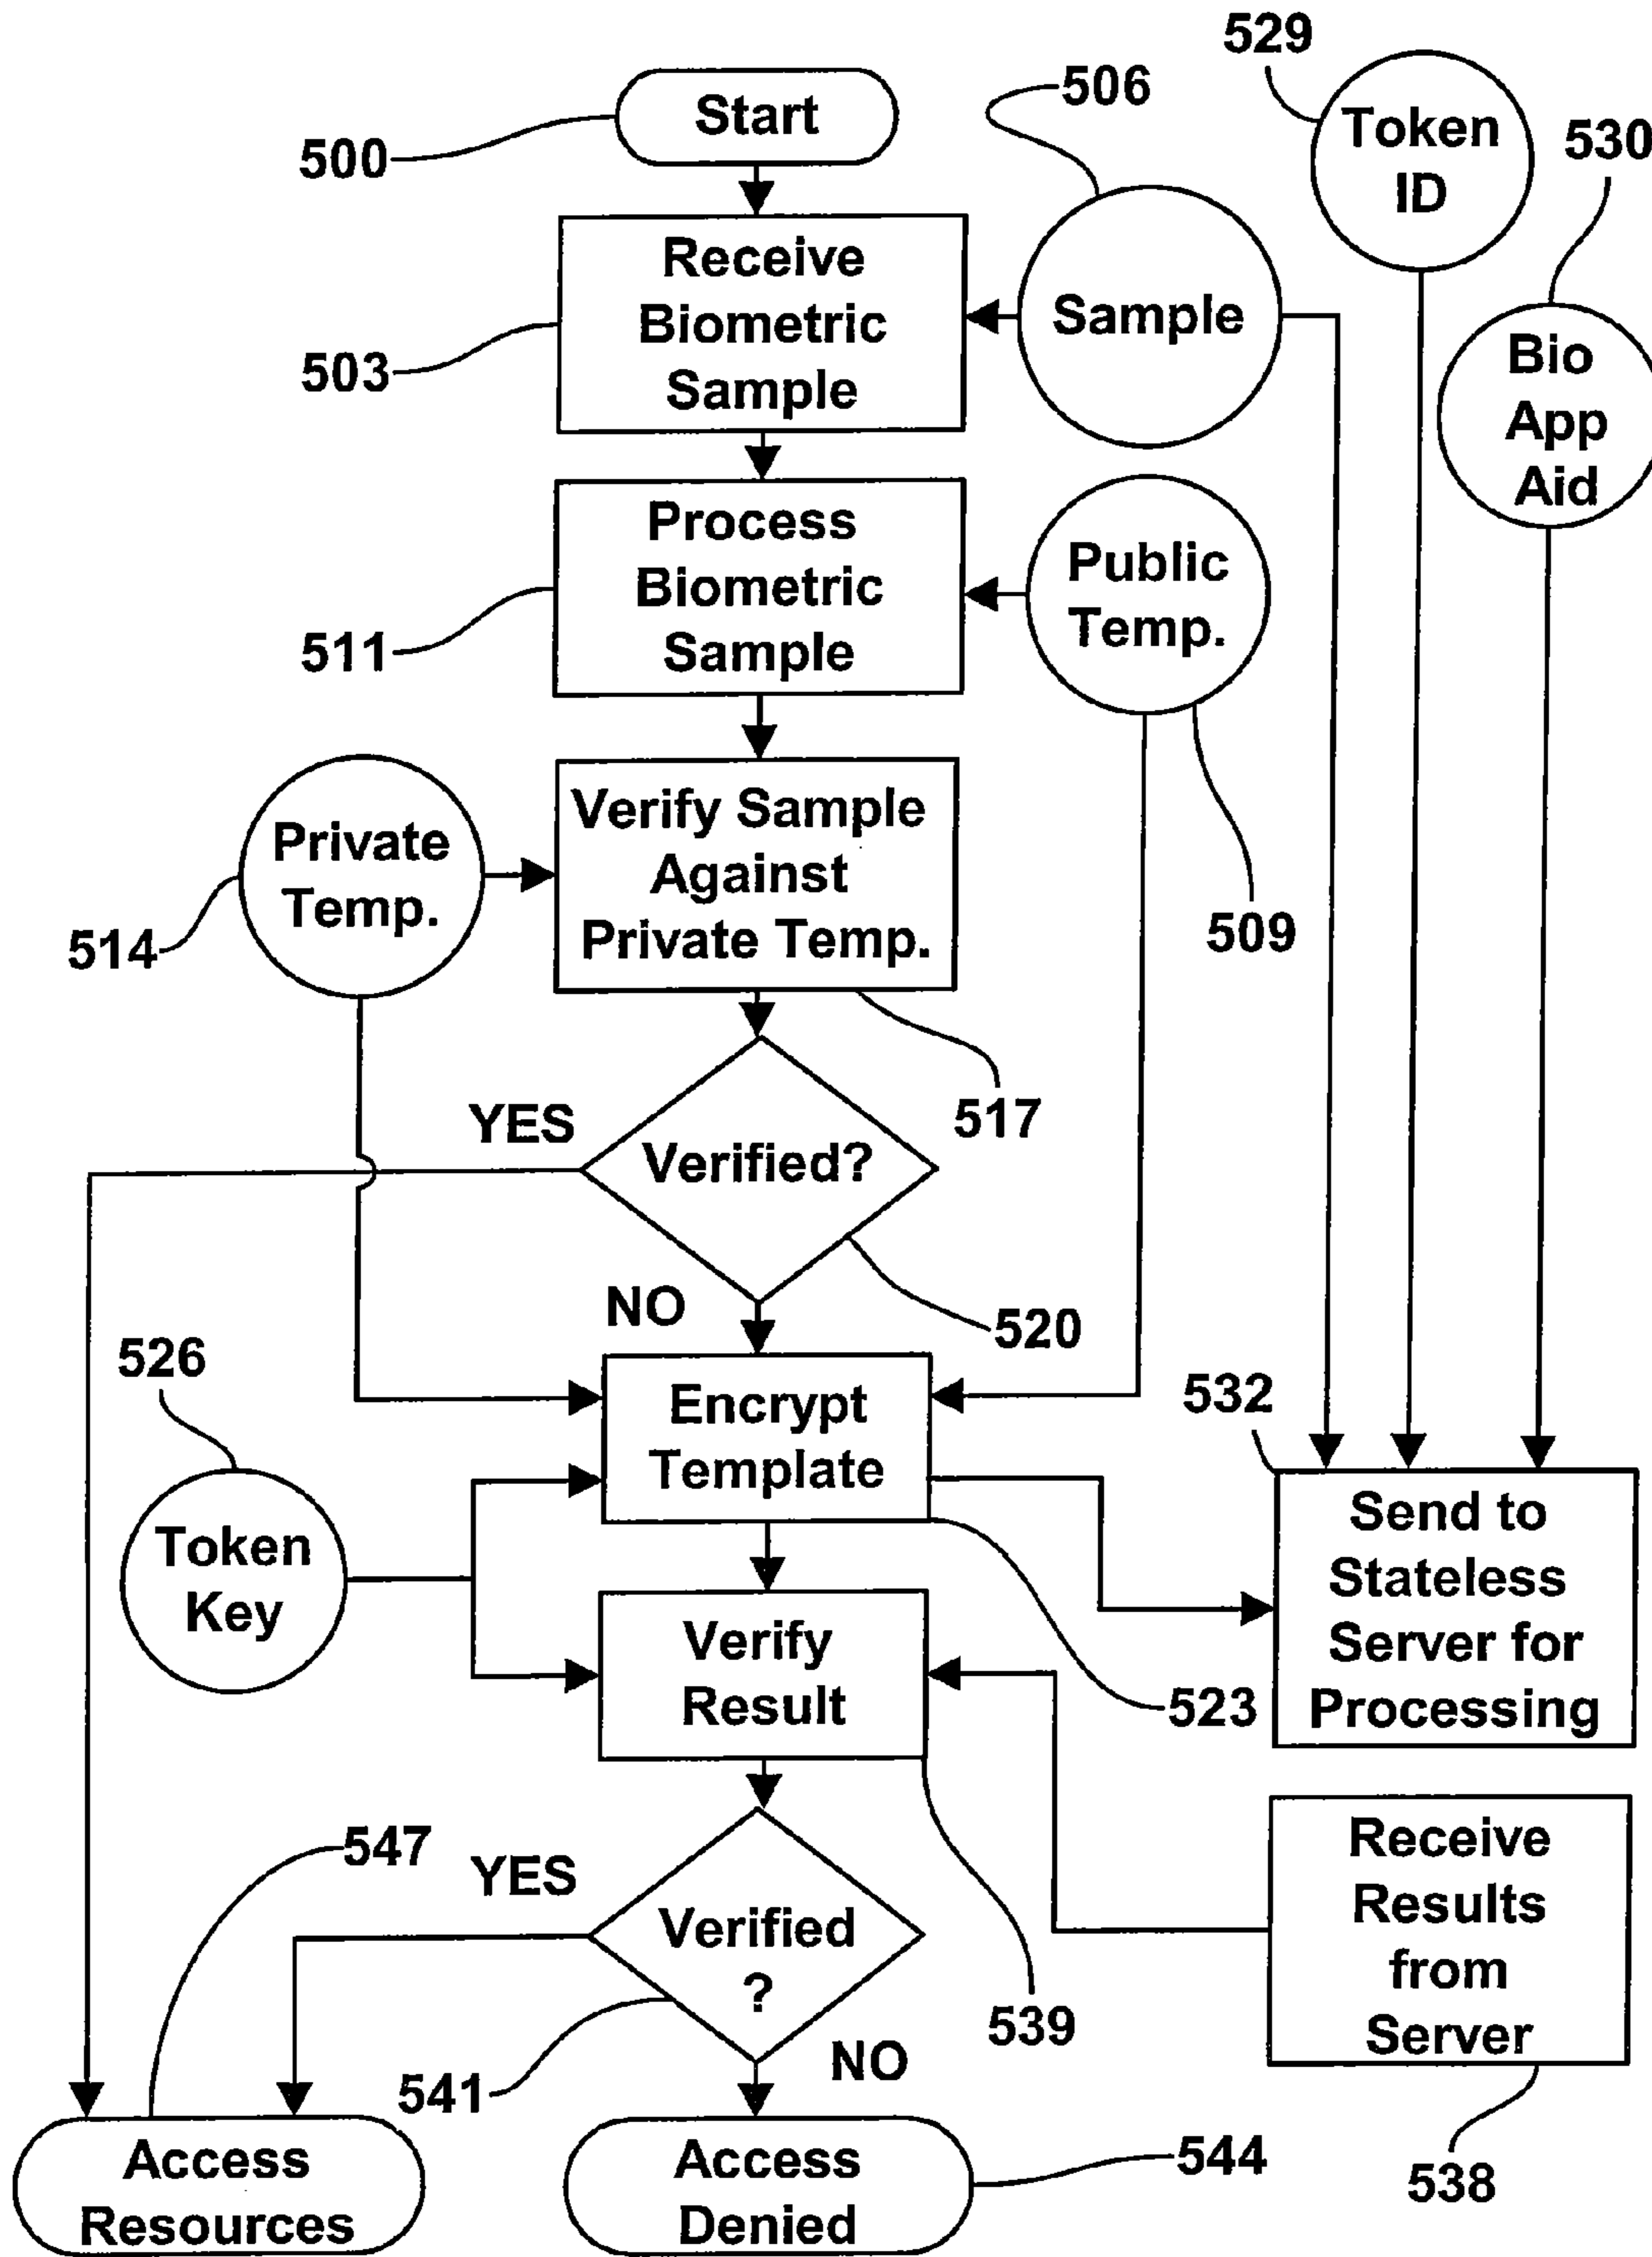 529
506
Start
Token
ID
530
500
Receive
Biometric
Sample
Sample
Bio
App
Aid
503
Process
Biometric
Sample
Public
Temp.
511
Private
Temp.
Verify Sample
Against
Private Temp.
514
509
517
YES
Verified?
NO
520
526
Encrypt
Template
532
Token
Key
Send to
Stateless
Server for
Processing
Verify
Result
523
547
YES
Verified
?
Receive
Results
from
Server
539
NO
541
Access
Resources
Access
Denied
544
538